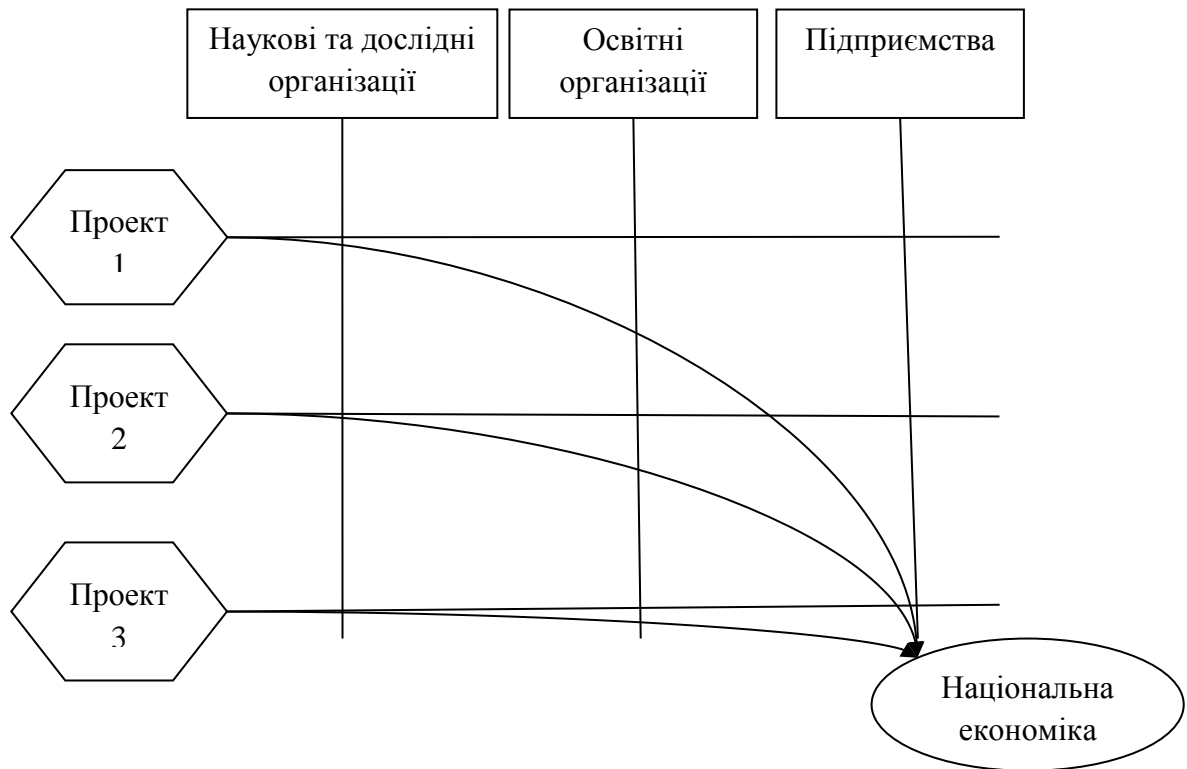 Наукові та дослідні
організації
Освітні
організації
Підприємства
Проект
1
Проект
2
Проект
3
Національна
економіка